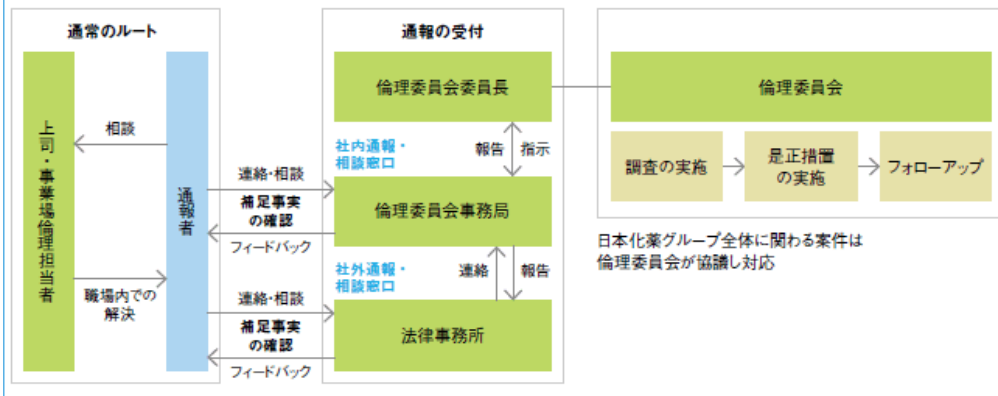 通常のルート
上司・事業場倫理担当者
相談
職場内での
解決
通報者
連絡・相談
補足事実
の確認
フィードバック
連絡・相談
補足事実
の確認
フィードバック
通報の受付
倫理委員会委員長
社内通報・
相談窓口
報告
指示
倫理委員会事務局
社外通報・
相談窓口
連絡
報告
法律事務所
倫理委員会
調査の実施
是正措置
の実施
フォローアップ
日本化薬グループ全体に関わる案件は
倫理委員会が協議し対応